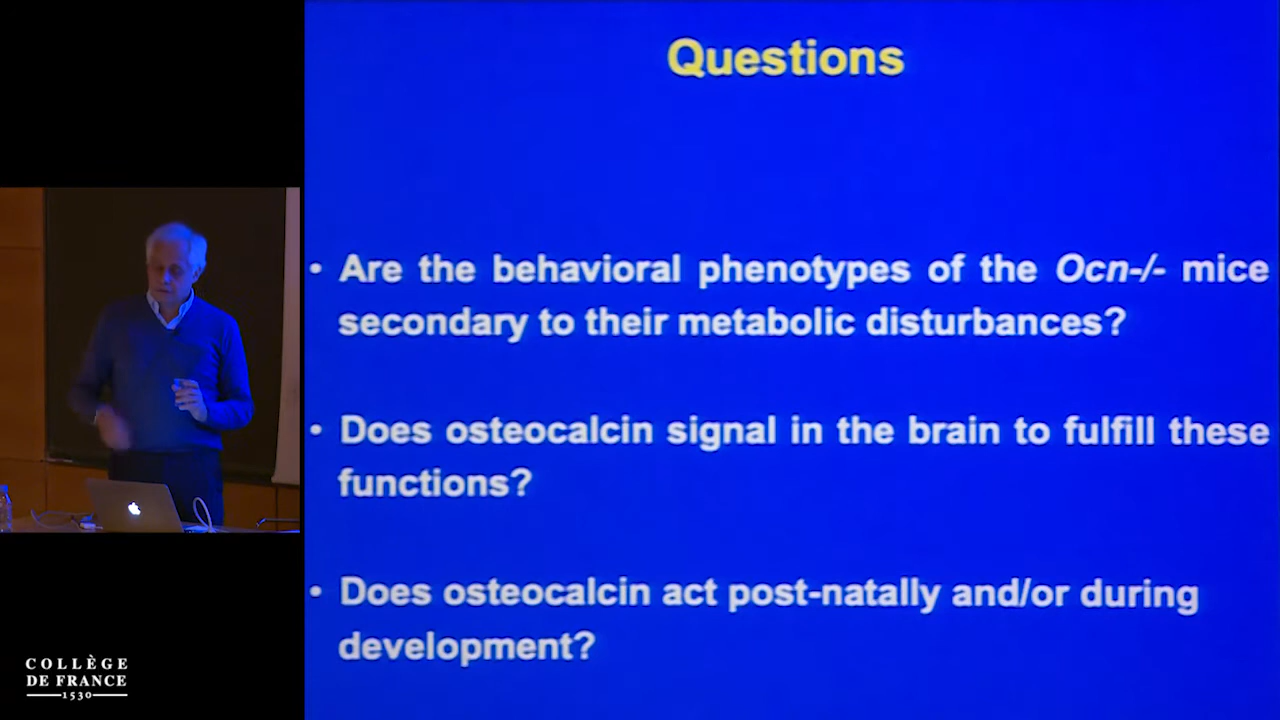 Questions
• Are the behavioral phenotypes of the Ocn-/- mice
secondary to their metabolic disturbances?
• Does osteocalcin signal in the brain to fulfill these
functions?
• Does osteocalcin act post-natally and/or during
development?
COLLÈGE
DE FRANCE
1530